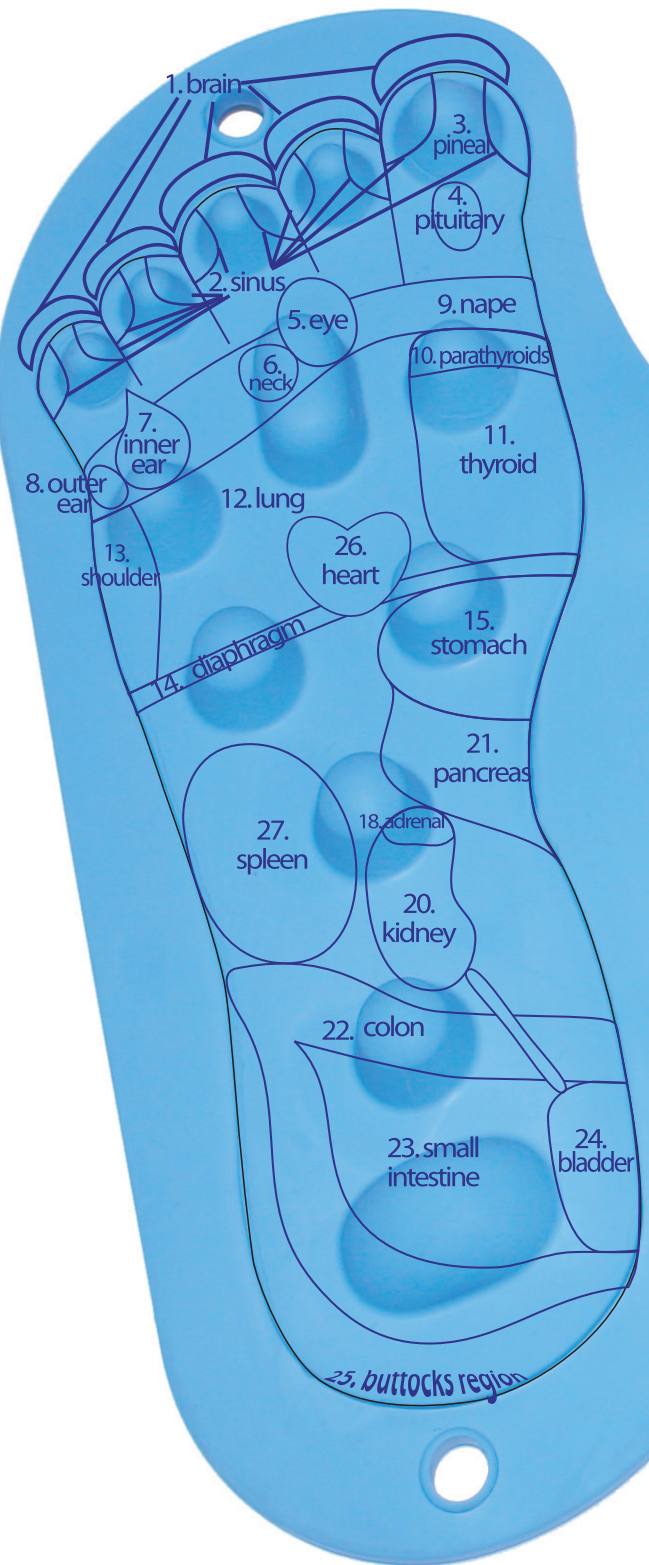 1. brain
3.
pineal
4.
pituitary
2. sinus
5. eye
9. nape
6.
neck
10. parathyroids
7.
inner
ear
11.
thyroid
8. outer
ear
12. lung
13.
shoulder
26.
heart
14. diaphragm
15.
stomach
21.
pancreas
18. adrenal
27.
spleen
20.
kidney
22. colon
23. small
intestine
24.
bladder
25. buttocks region